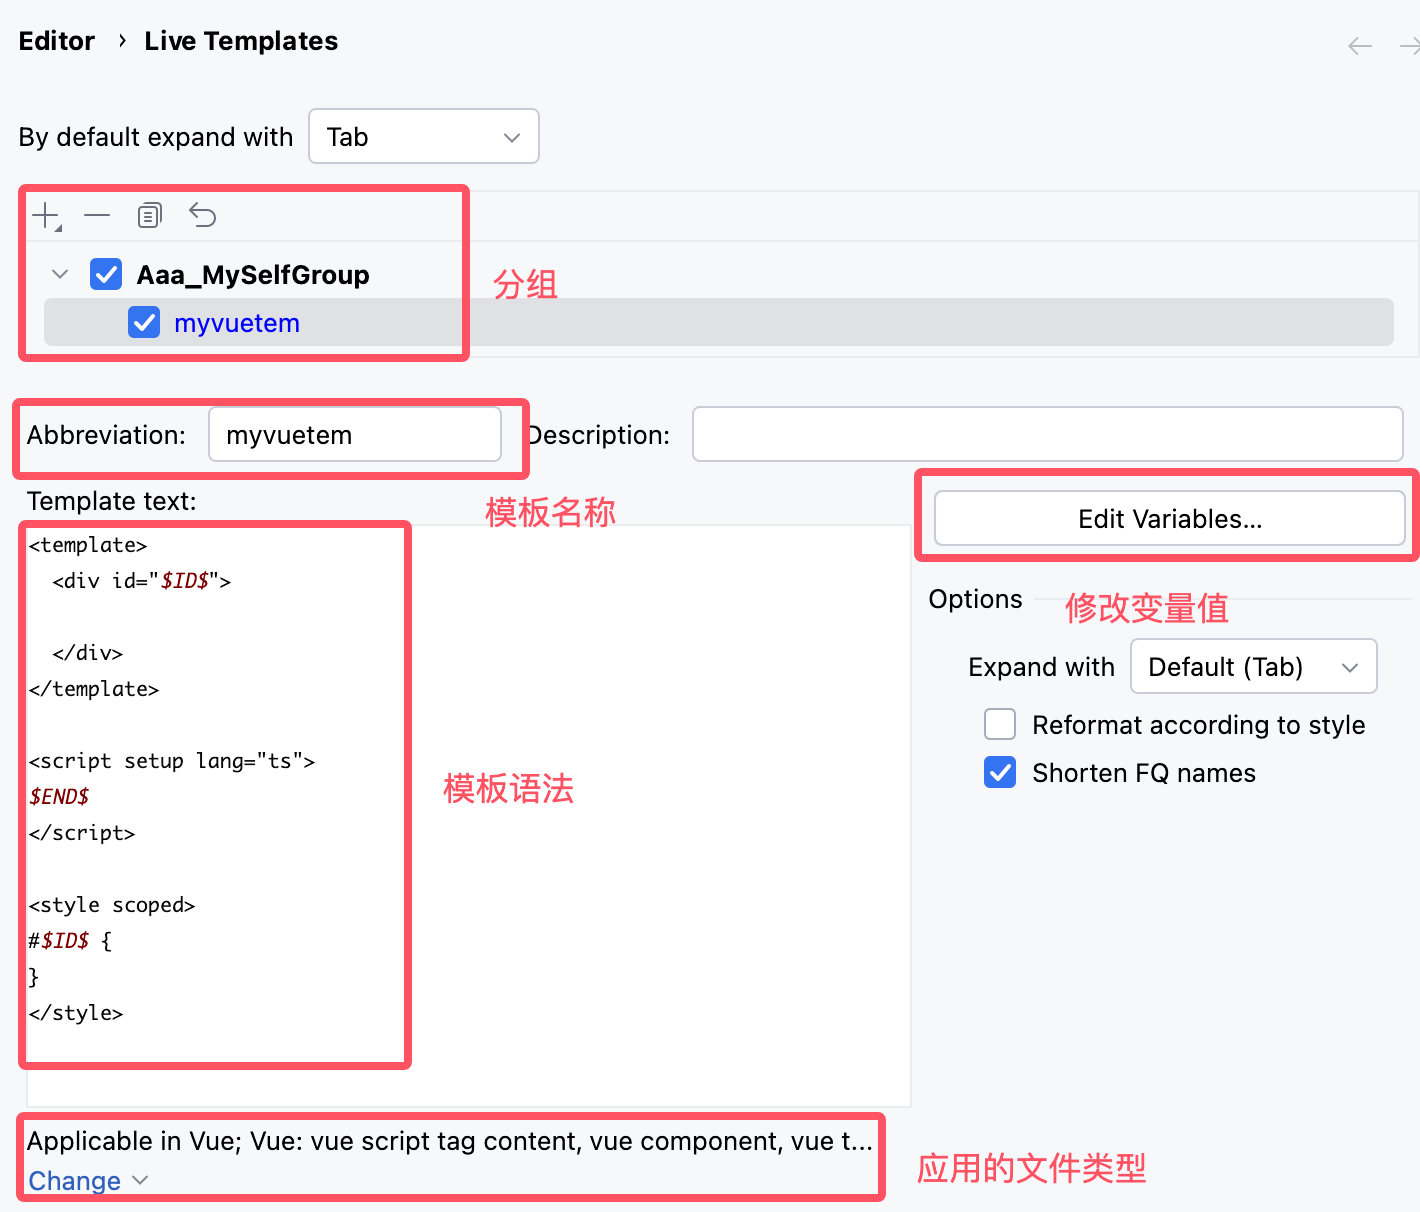 Editor › Live Templates
By default expand with Tab
Aaa_MySelfGroup
分组
myvuetem
Abbreviation: myvuetem Description:
Template text:
模板名称
Edit Variables...
<template>
  <div id="$ID$">
  </div>
</template>
<script setup lang="ts">
$END$
</script>
<style scoped>
#$ID$ {
}
</style>
模板语法
Options
修改变量值
Expand with Default (Tab)
Reformat according to style
Shorten FQ names
Applicable in Vue; Vue: vue script tag content, vue component, vue t...
Change
应用的文件类型